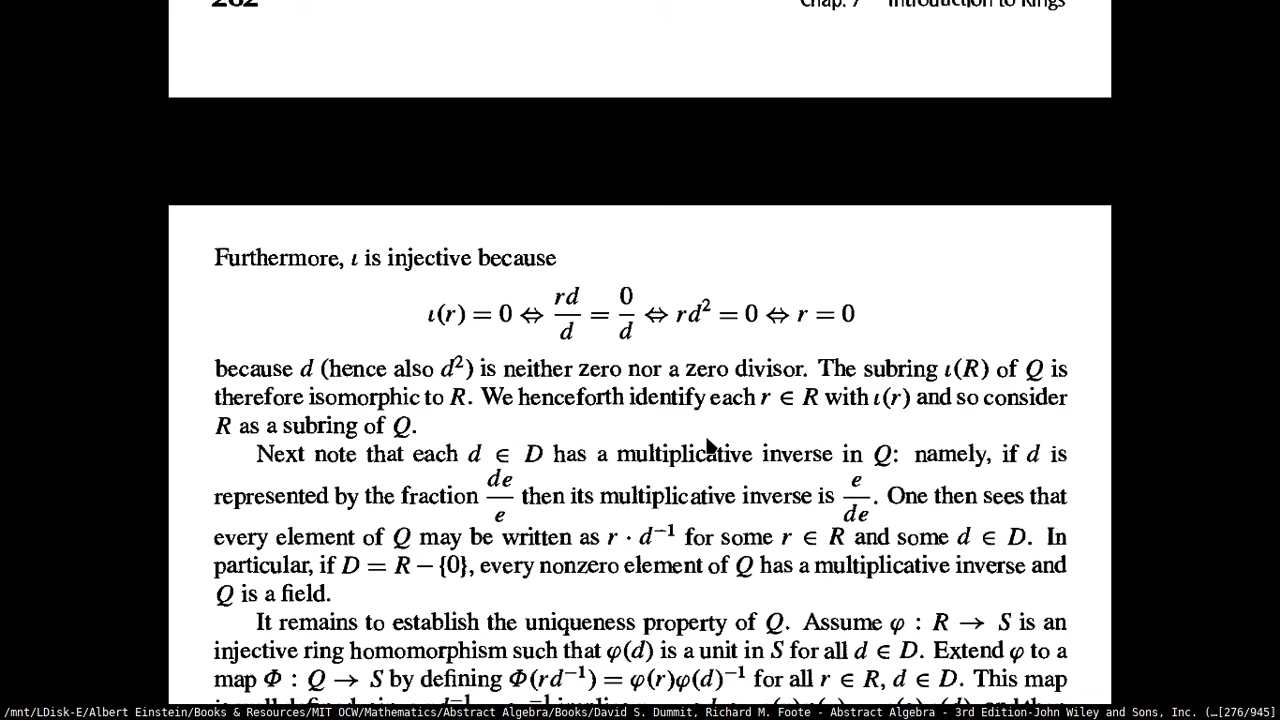 262 Chap. 7 Introduction to Rings
Furthermore, ι is injective because
ι(r) = 0 ⇔ rd/d = 0/d ⇔ rd² = 0 ⇔ r = 0
because d (hence also d²) is neither zero nor a zero divisor. The subring ι(R) of Q is
therefore isomorphic to R. We henceforth identify each r ∈ R with ι(r) and so consider
R as a subring of Q.
Next note that each d ∈ D has a multiplicative inverse in Q: namely, if d is
represented by the fraction de/e then its multiplicative inverse is e/de. One then sees that
every element of Q may be written as r · d⁻¹ for some r ∈ R and some d ∈ D. In
particular, if D = R − {0}, every nonzero element of Q has a multiplicative inverse and
Q is a field.
It remains to establish the uniqueness property of Q. Assume φ : R → S is an
injective ring homomorphism such that φ(d) is a unit in S for all d ∈ D. Extend φ to a
map Φ : Q → S by defining Φ(rd⁻¹) = φ(r)φ(d)⁻¹ for all r ∈ R, d ∈ D. This map
/mnt/LDisk-E/Albert Einstein/Books & Resources/MIT OCW/Mathematics/Abstract Algebra/Books/David S. Dummit, Richard M. Foote - Abstract Algebra - 3rd Edition-John Wiley and Sons, Inc. (…[276/945]